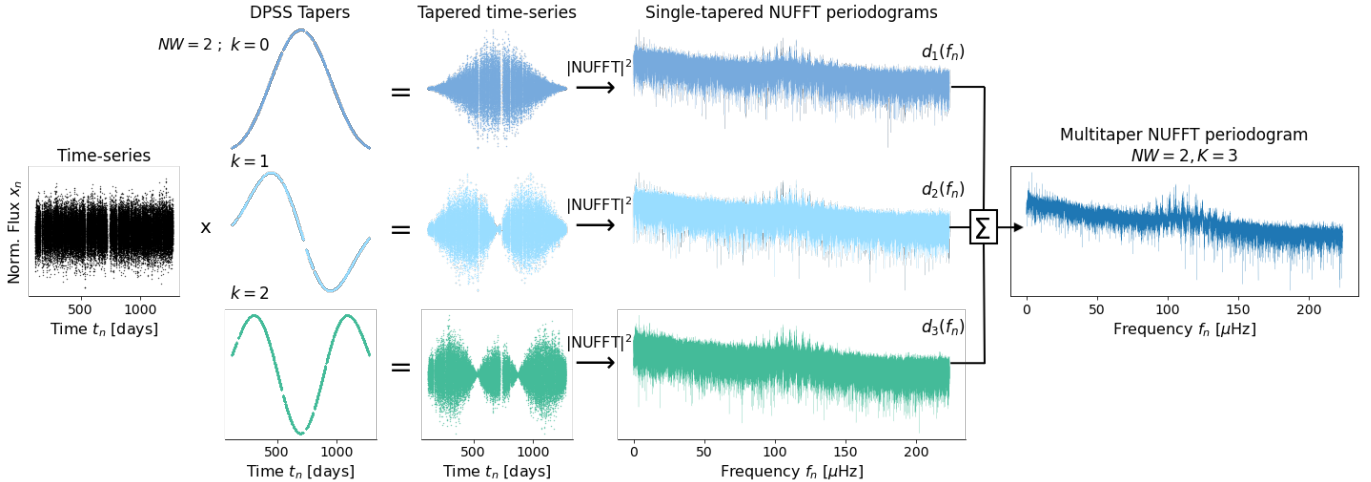 DPSS Tapers
Tapered time-series
Single-tapered NUFFT periodograms
NW = 2 ; k = 0
=
|NUFFT|²
d₁(fₙ)
Time-series
Norm. Flux xₙ
500 1000
Time tₙ [days]
x
k = 1
=
|NUFFT|²
d₂(fₙ)
Σ
Multitaper NUFFT periodogram
NW = 2, K = 3
0 50 100 150 200
Frequency fₙ [μHz]
k = 2
=
|NUFFT|²
d₃(fₙ)
500 1000
Time tₙ [days]
500 1000
Time tₙ [days]
0 50 100 150 200
Frequency fₙ [μHz]